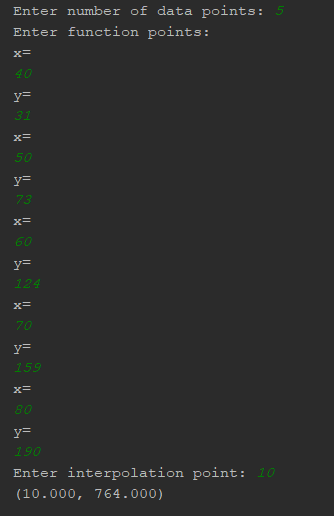 Enter number of data points: 5
Enter function points:
x=
40
y=
31
x=
50
y=
73
x=
60
y=
124
x=
70
y=
159
x=
80
y=
190
Enter interpolation point: 10
(10.000, 764.000)